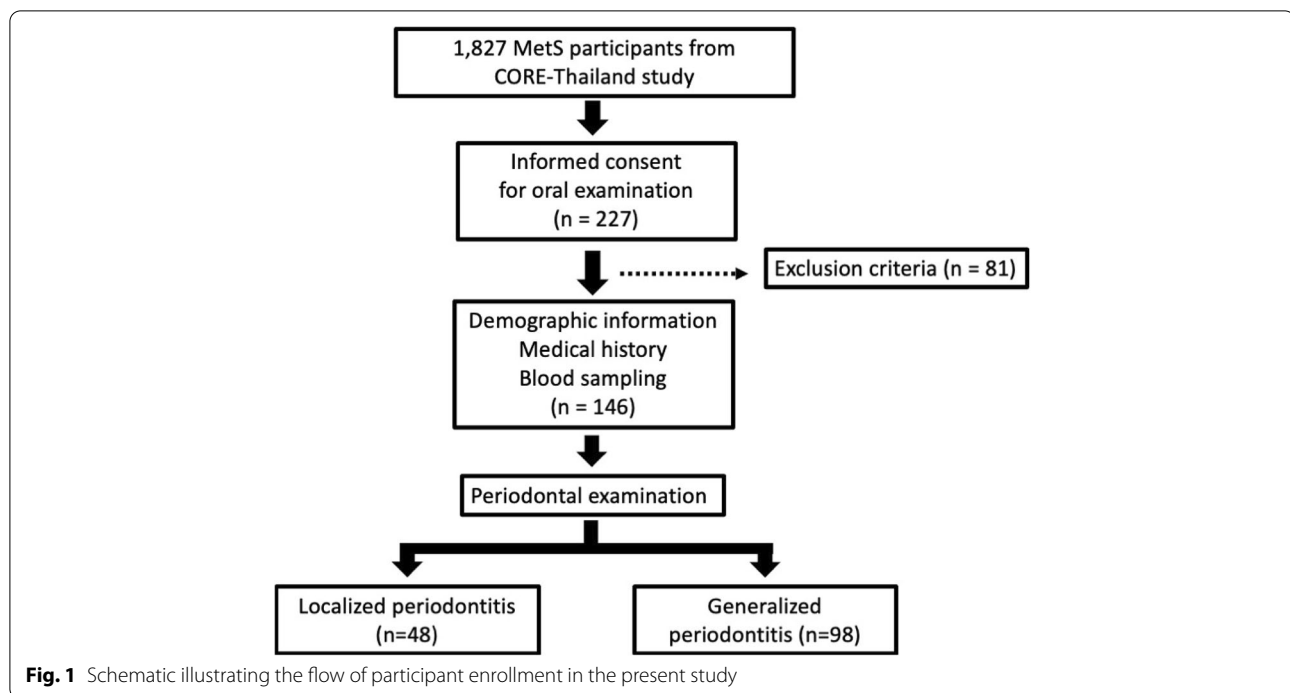 1,827 MetS participants from
CORE-Thailand study
Informed consent
for oral examination
(n = 227)
Exclusion criteria (n = 81)
Demographic information
Medical history
Blood sampling
(n = 146)
Periodontal examination
Localized periodontitis
(n=48)
Generalized
periodontitis (n=98)
Fig. 1 Schematic illustrating the flow of participant enrollment in the present study